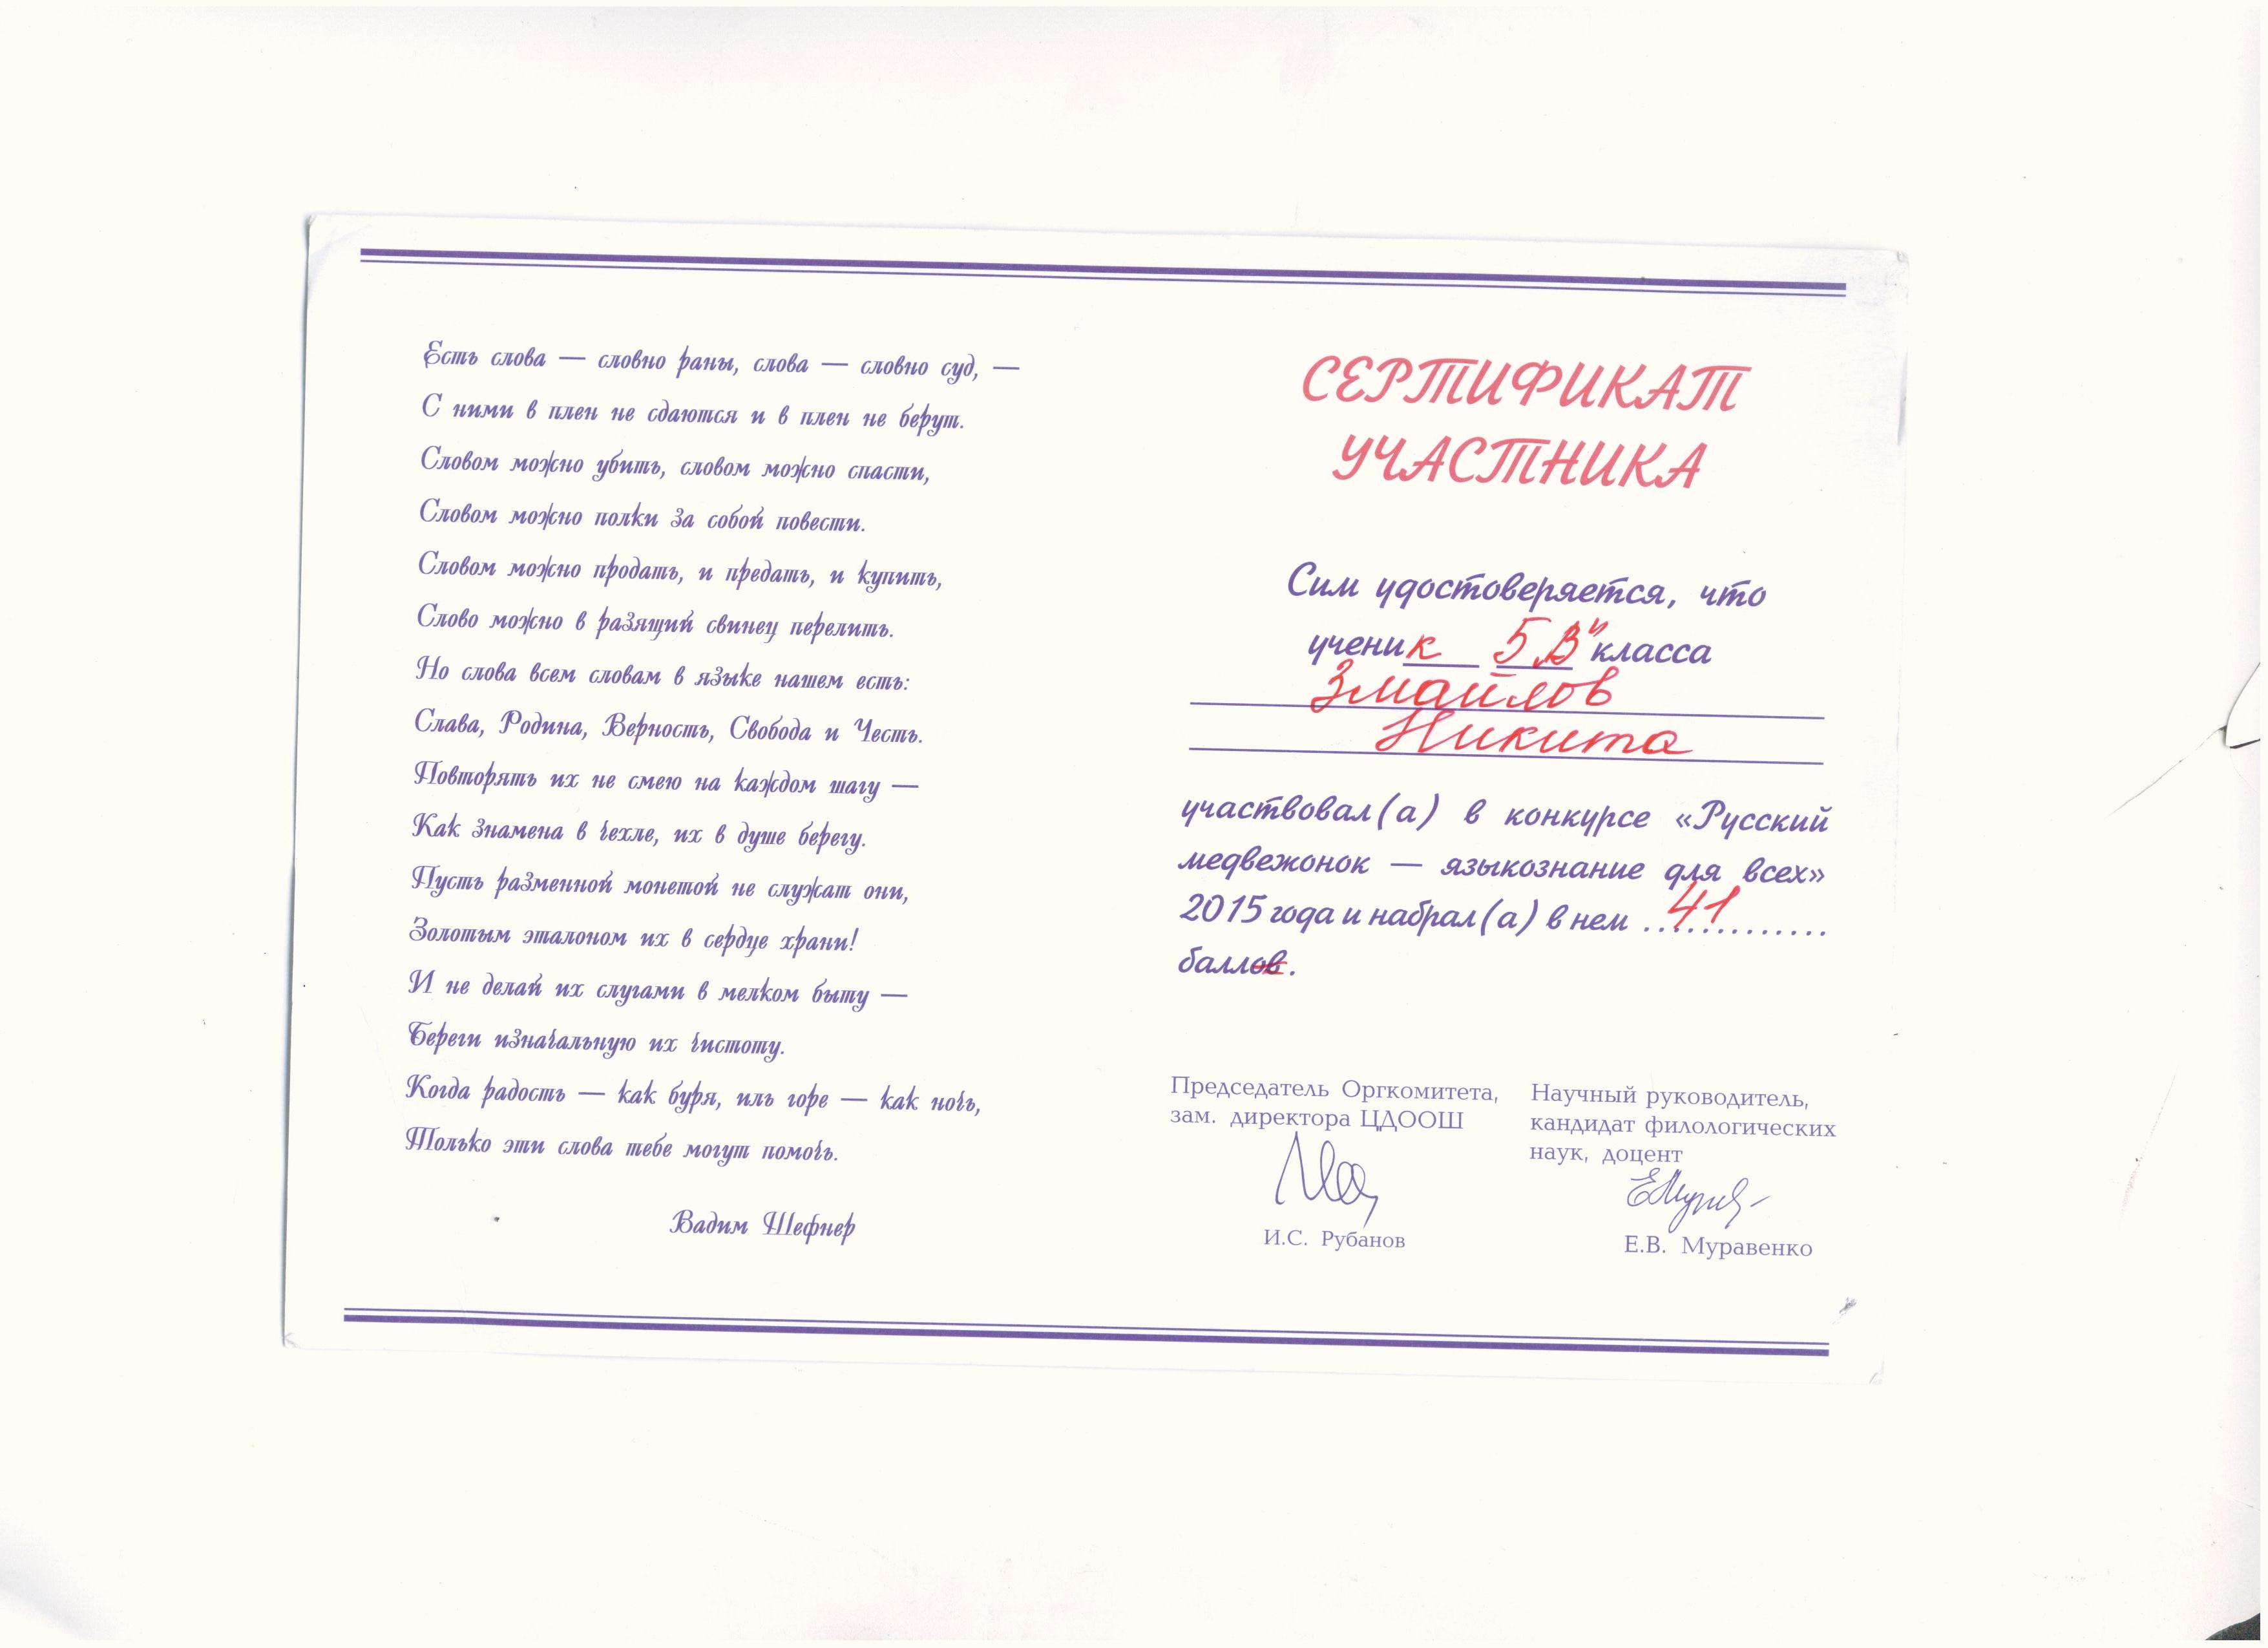 Есть слова — словно раны, слова — словно суд, —
С ними в плен не сдаются и в плен не берут.
Словом можно убить, словом можно спасти,
Словом можно полки за собой повести.
Словом можно продать, и предать, и купить,
Слово можно в разящий свинец перелить.
Но слова всем словам в языке нашем есть:
Слава, Родина, Верность, Свобода и Честь.
Повторять их не смею на каждом шагу —
Как знамена в чехле, их в душе берегу.
Пусть разменной монетой не служат они,
Золотым эталоном их в сердце храни!
И не делай их слугами в мелком быту —
Береги изначальную их чистоту.
Когда радость — как буря, иль горе — как ночь,
Только эти слова тебе могут помочь.
Вадим Шефнер
СЕРТИФИКАТ
УЧАСТНИКА
Сим удостоверяется, что
ученик 5 „В" класса
Змайлов
Никита
участвовал(а) в конкурсе «Русский
медвежонок — языкознание для всех»
2015 года и набрал(а) в нем ....41.........
баллов.
Председатель Оргкомитета,
зам. директора ЦДООШ
И.С. Рубанов
Научный руководитель,
кандидат филологических
наук, доцент
Е.В. Муравенко